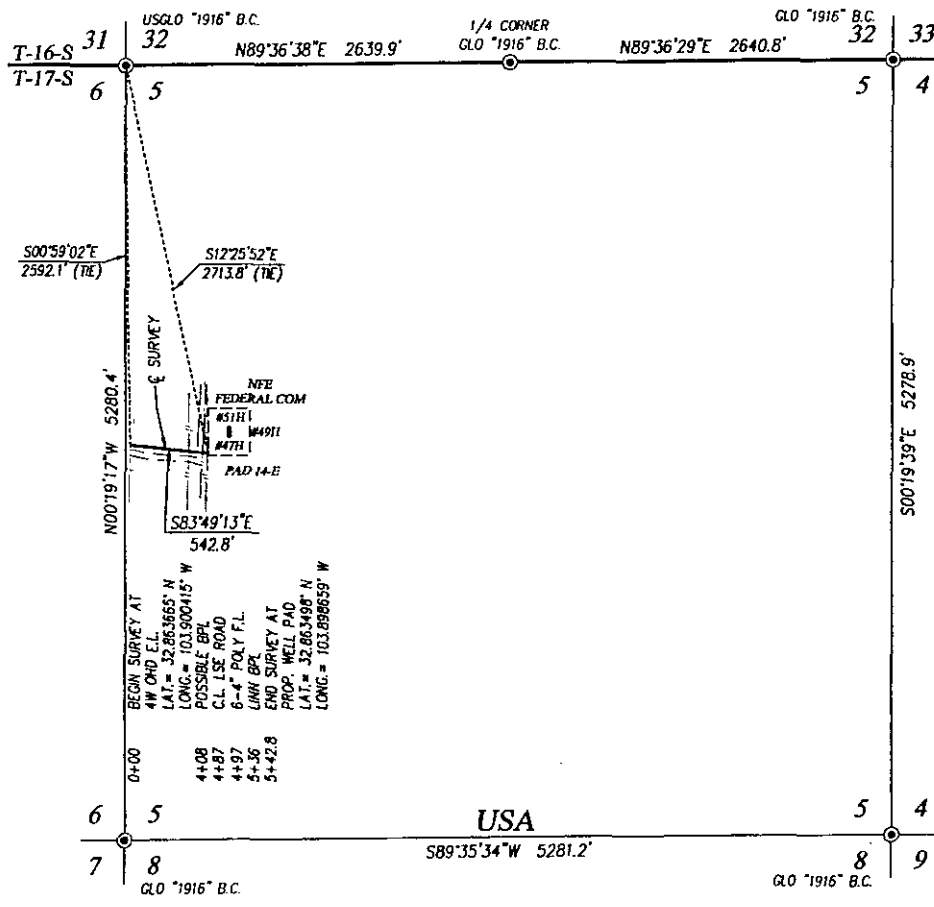 USGLO "1916" B.C.
1/4 CORNER
GLO "1916" B.C.
GLO "1916" B.C.
31 32
N89°36'38"E 2639.9'
N89°36'29"E 2640.8'
32 33
T-16-S
T-17-S
6 5
5 4
S00°59'02"E
2592.1' (TIE)
S12°25'52"E
2713.8' (TIE)
℄ SURVEY
NFE
FEDERAL COM
#51H
#49H
#47H
PAD 14-E
S83°49'13"E
542.8'
N00°19'17"W 5280.4'
S00°19'39"E 5278.9'
0+00 BEGIN SURVEY AT
4W OHD E.L.
LAT.= 32.863665° N
LONG.= 103.900415° W
4+08 POSSIBLE BPL
4+87 C.L. LSE ROAD
4+97 6-4" POLY F.L.
5+36 LINN BPL
5+42.8 END SURVEY AT
PROP. WELL PAD
LAT.= 32.863498° N
LONG.= 103.898659° W
6 5
USA
5 4
S89°35'34"W 5281.2'
7 8
8 9
GLO "1916" B.C.
GLO "1916" B.C.